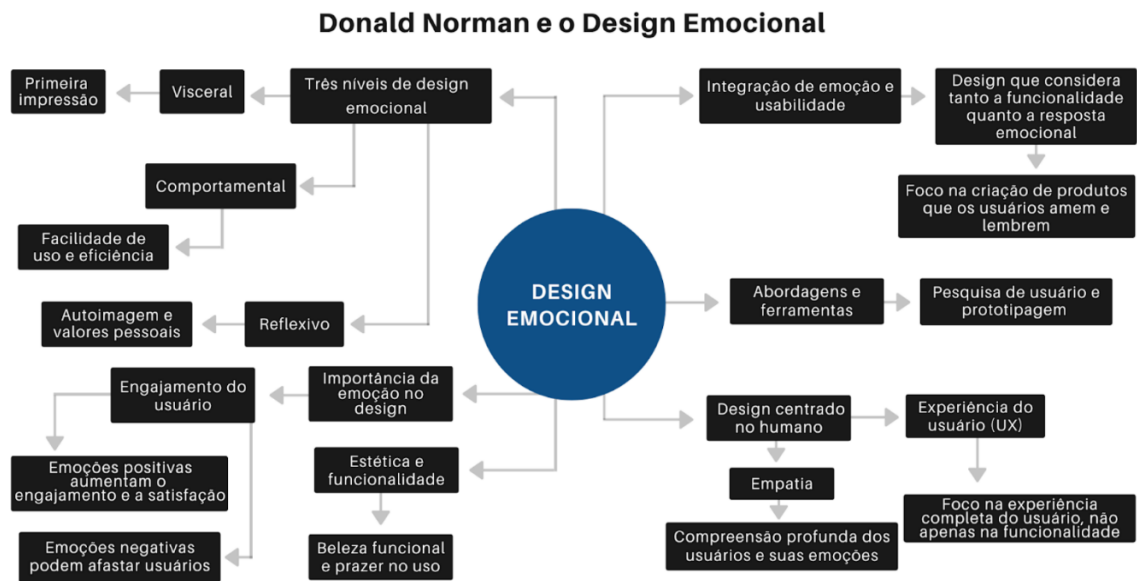 Donald Norman e o Design Emocional
Primeira
impressão
Visceral
Três níveis de design
emocional
Comportamental
Facilidade de
uso e eficiência
Autoimagem e
valores pessoais
Reflexivo
Engajamento do
usuário
Importância da
emoção no
design
Emoções positivas
aumentam o
engajamento e a satisfação
Emoções negativas
podem afastar usuários
Estética e
funcionalidade
Beleza funcional
e prazer no uso
DESIGN
EMOCIONAL
Integração de emoção e
usabilidade
Design que considera
tanto a funcionalidade
quanto a resposta
emocional
Foco na criação de produtos
que os usuários amem e
lembrem
Abordagens e
ferramentas
Pesquisa de usuário e
prototipagem
Design centrado
no humano
Experiência do
usuário (UX)
Empatia
Compreensão profunda dos
usuários e suas emoções
Foco na experiência
completa do usuário, não
apenas na funcionalidade